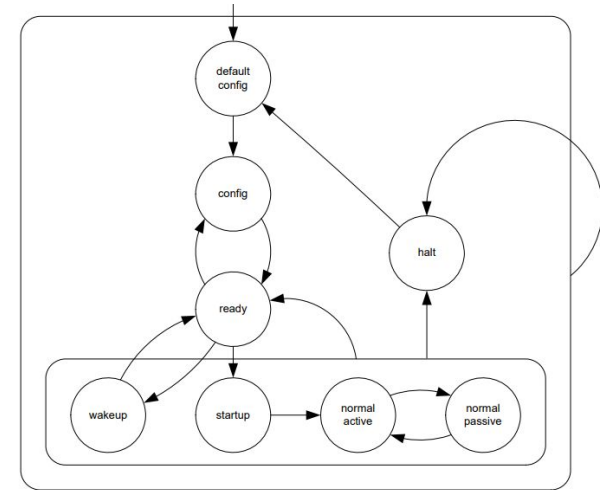 default
config
config
halt
ready
wakeup
startup
normal
active
normal
passive